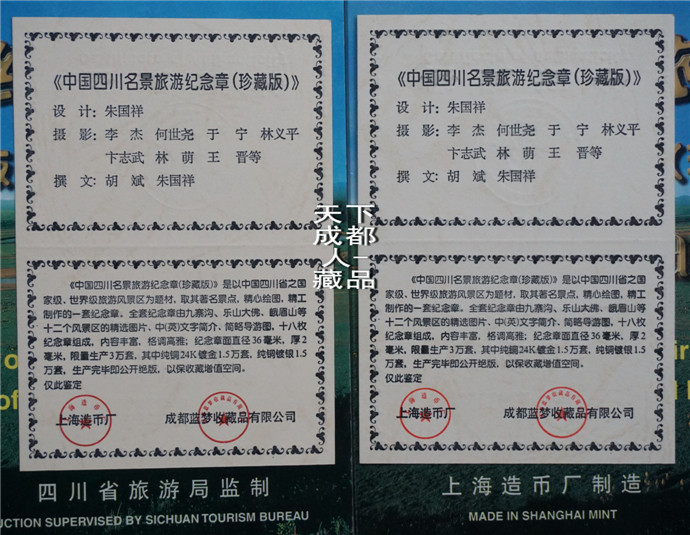 《中国四川名景旅游纪念章(珍藏版)》
设 计：朱国祥
摄 影：李 杰 何世尧 于 宁 林义平
卞志武 林 萌 王 晋等
撰 文：胡 斌 朱国祥
《中国四川名景旅游纪念章(珍藏版)》是以中国四川省之国
家级、世界级旅游风景区为题材，取其著名景点，精心绘图，精工
制作的一套纪念章。全套纪念章由九寨沟、乐山大佛、峨眉山等
十二个风景区的精选图片、中(英)文字简介，简略导游图，十八枚
纪念章组成，内容丰富，格调高雅；纪念章面直径36毫米，厚2
毫米，限量生产3万套，其中纯铜24K镀金1.5万套，纯铜镀银1.5
万套，生产完毕即公开绝版，以保收藏增值空间。
仅此鉴定
上海造币厂 成都蓝梦收藏品有限公司
四川省旅游局监制
UCTION SUPERVISED BY SICHUAN TOURISM BUREAU
《中国四川名景旅游纪念章(珍藏版)》
设 计：朱国祥
摄 影：李 杰 何世尧 于 宁 林义平
卞志武 林 萌 王 晋等
撰 文：胡 斌 朱国祥
《中国四川名景旅游纪念章(珍藏版)》是以中国四川省之国
家级、世界级旅游风景区为题材，取其著名景点，精心绘图，精工
制作的一套纪念章。全套纪念章由九寨沟、乐山大佛、峨眉山等
十二个风景区的精选图片、中(英)文字简介，简略导游图，十八枚
纪念章组成，内容丰富，格调高雅；纪念章面直径36毫米，厚2
毫米，限量生产3万套，其中纯铜24K镀金1.5万套，纯铜镀银1.5
万套，生产完毕即公开绝版，以保收藏增值空间。
仅此鉴定
上海造币厂 成都蓝梦收藏品有限公司
上海造币厂制造
MADE IN SHANGHAI MINT
天下
成都
人
藏品